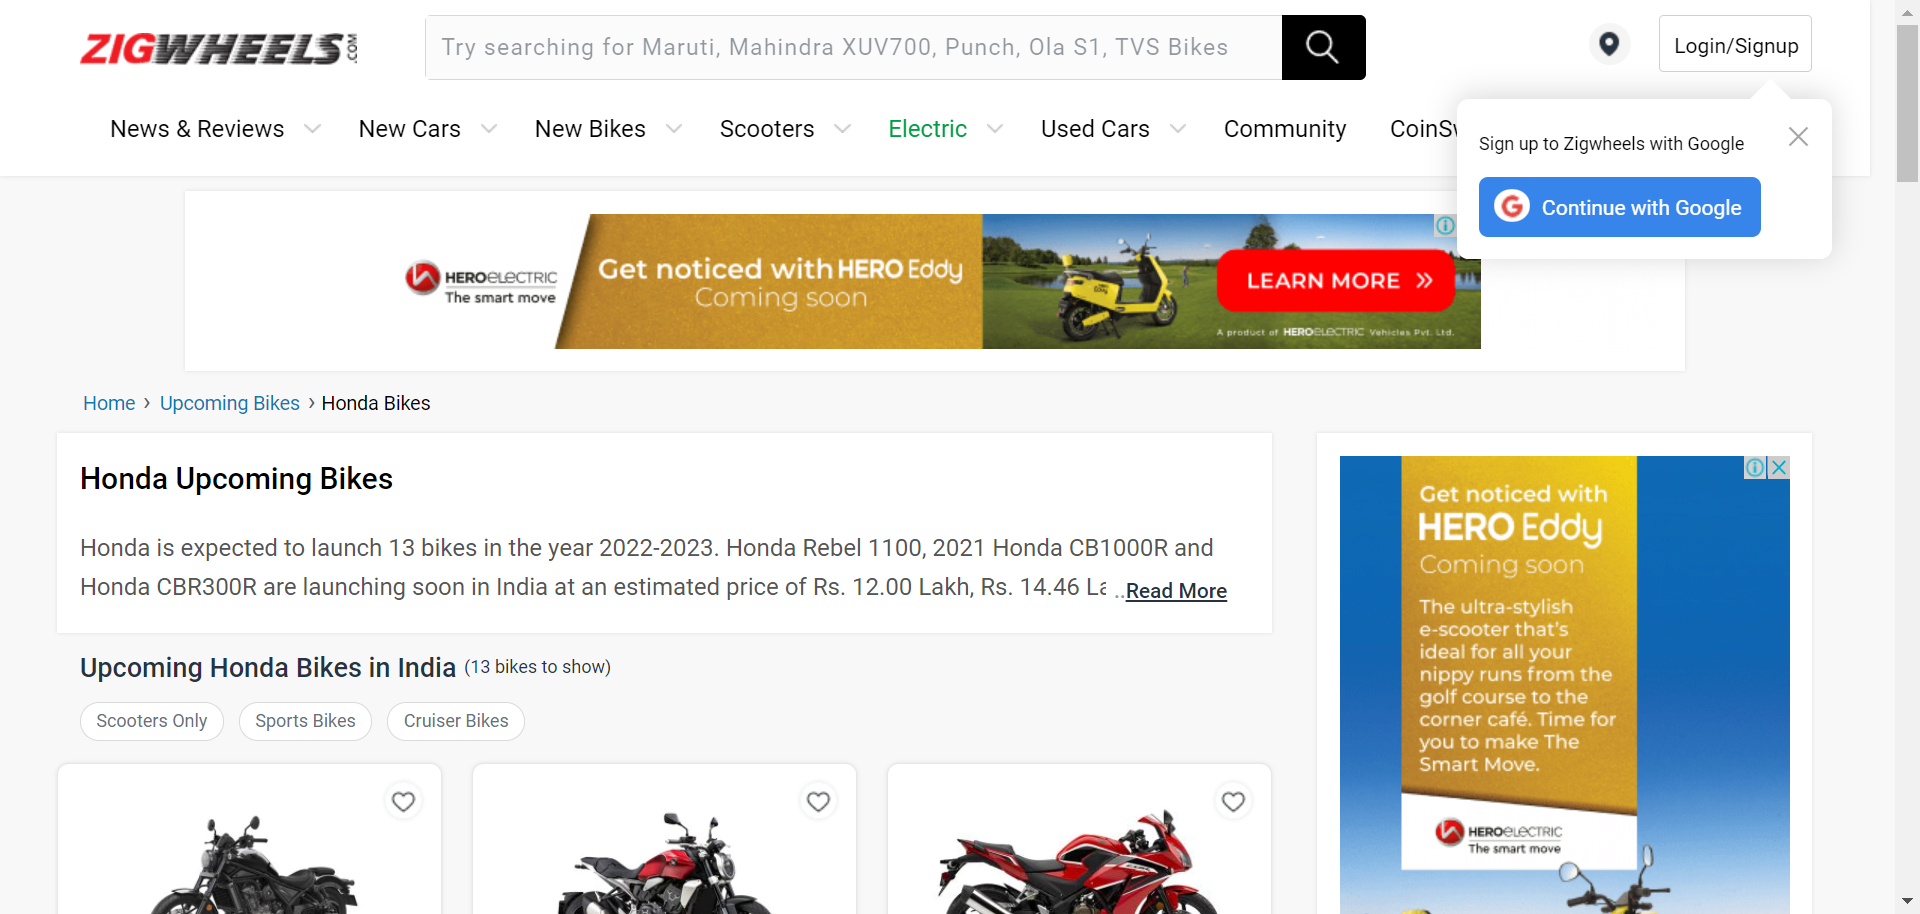 ZIGWHEELS.COM
Try searching for Maruti, Mahindra XUV700, Punch, Ola S1, TVS Bikes
Login/Signup
News & Reviews
New Cars
New Bikes
Scooters
Electric
Used Cars
Community
CoinSw
Sign up to Zigwheels with Google
G Continue with Google
HEROELECTRIC
The smart move
Get noticed with HERO Eddy
Coming soon
LEARN MORE »
A product of HEROELECTRIC Vehicles Pvt. Ltd.
Home › Upcoming Bikes › Honda Bikes
Honda Upcoming Bikes
Honda is expected to launch 13 bikes in the year 2022-2023. Honda Rebel 1100, 2021 Honda CB1000R and
Honda CBR300R are launching soon in India at an estimated price of Rs. 12.00 Lakh, Rs. 14.46 La ..Read More
Upcoming Honda Bikes in India (13 bikes to show)
Scooters Only
Sports Bikes
Cruiser Bikes
Get noticed with
HERO Eddy
Coming soon
The ultra-stylish
e-scooter that's
ideal for all your
nippy runs from the
golf course to the
corner café. Time for
you to make The
Smart Move.
HEROELECTRIC
The smart move